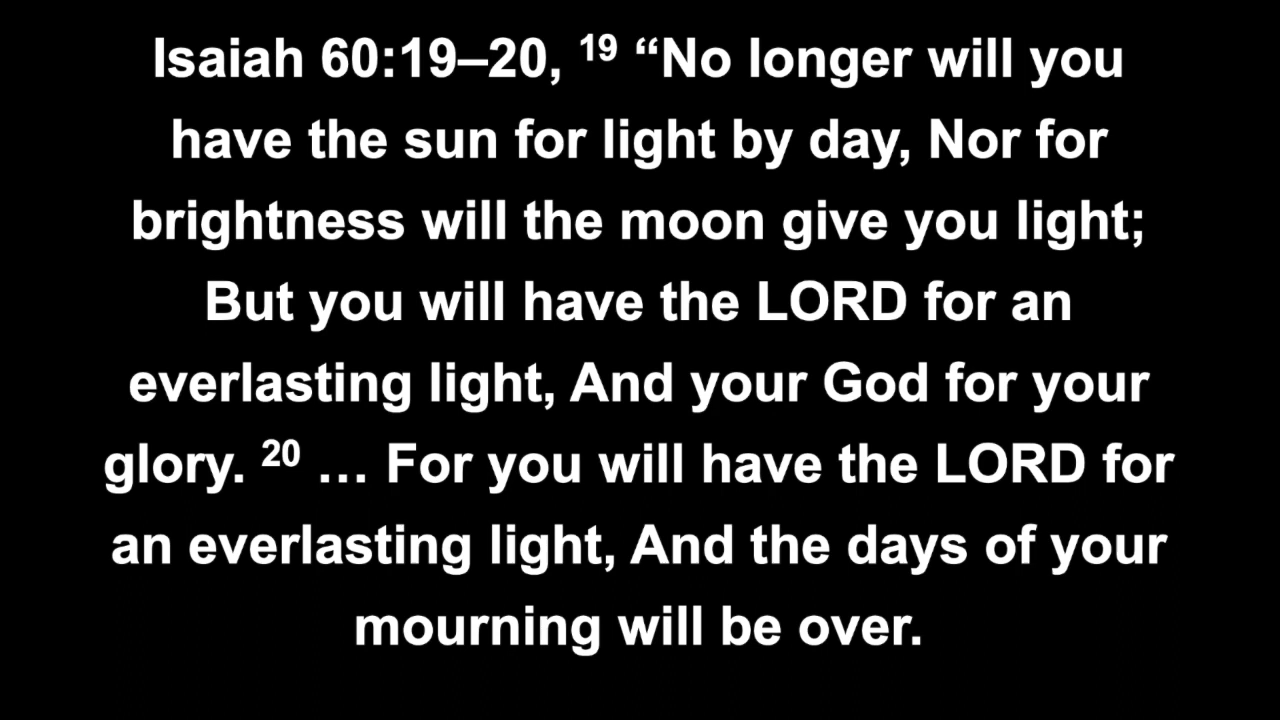 Isaiah 60:19–20, ¹⁹ “No longer will you
have the sun for light by day, Nor for
brightness will the moon give you light;
But you will have the LORD for an
everlasting light, And your God for your
glory. ²⁰ … For you will have the LORD for
an everlasting light, And the days of your
mourning will be over.